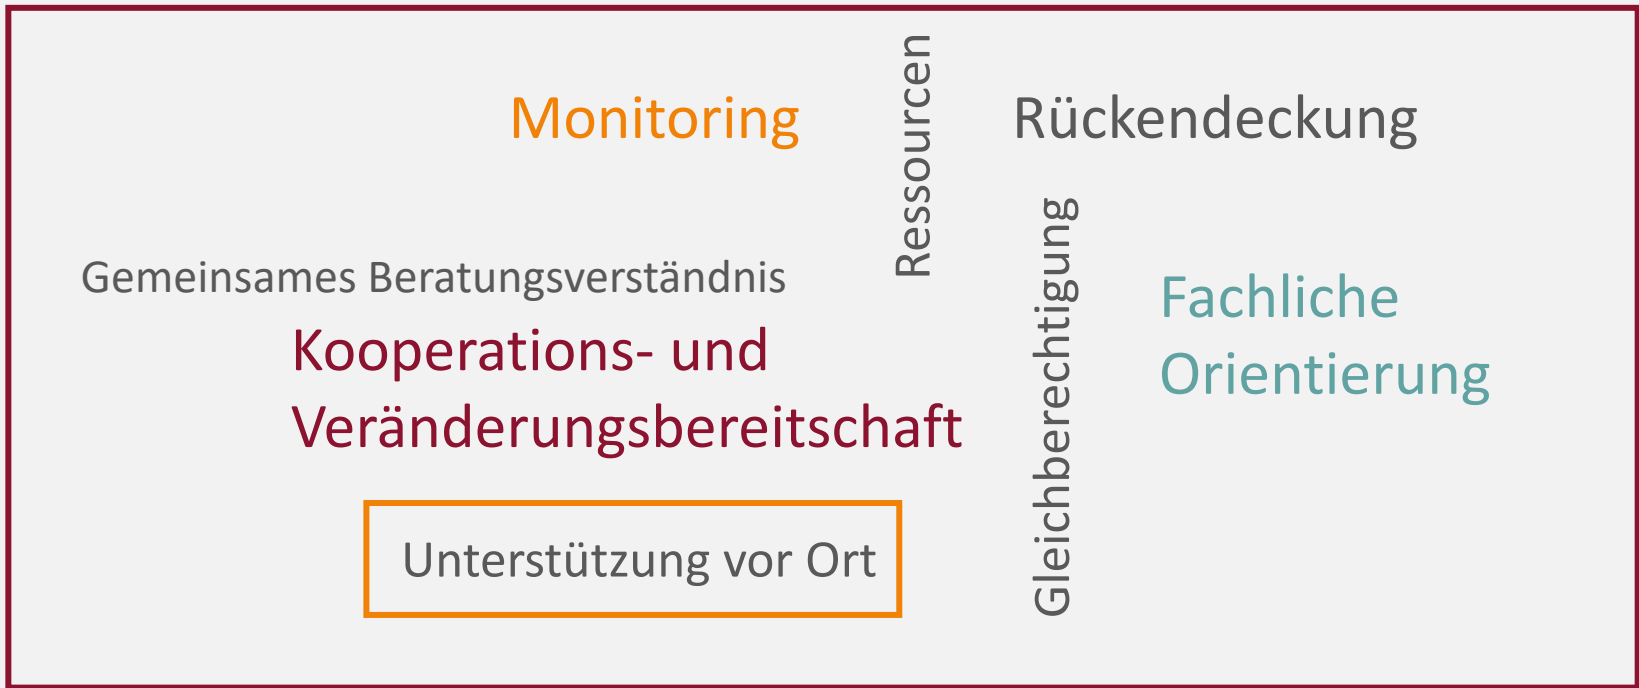 Monitoring
Ressourcen
Rückendeckung
Gemeinsames Beratungsverständnis
Gleichberechtigung
Fachliche
Orientierung
Kooperations- und
Veränderungsbereitschaft
Unterstützung vor Ort